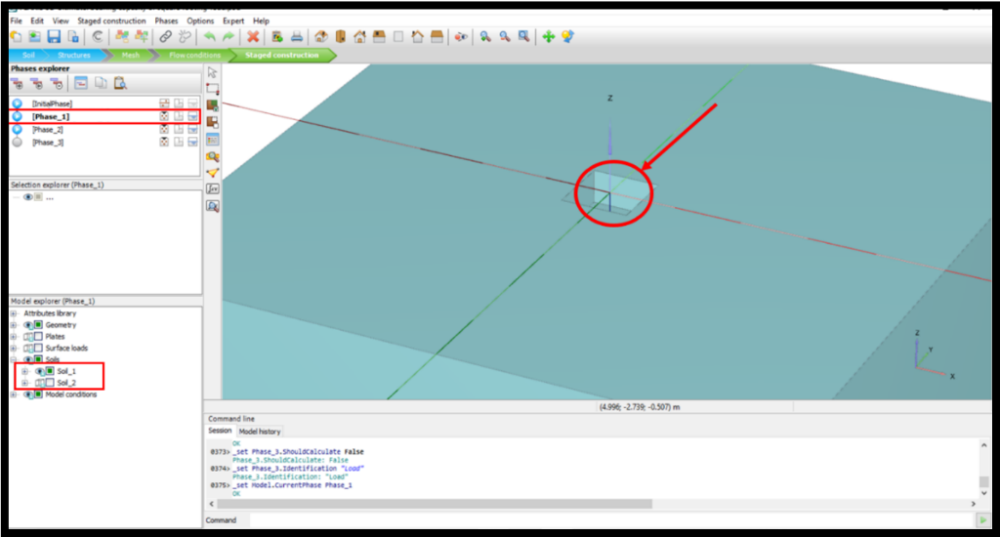 File Edit View Staged construction Phases Options Expert Help
Soil Structures Mesh Flow conditions Staged construction
Phases explorer
[InitialPhase]
[Phase_1]
[Phase_2]
[Phase_3]
Selection explorer (Phase_1)
...
Model explorer (Phase_1)
Attributes library
Geometry
Plates
Surface loads
Soils
Soil_1
Soil_2
Model conditions
Z
Z
Y
X
(4.996; -2.739; -0.507) m
Command line
Session Model history
OK
0373> _set Phase_3.ShouldCalculate False
Phase_3.ShouldCalculate: False
0374> _set Phase_3.Identification "Load"
Phase_3.Identification: "Load"
0375> _set Model.CurrentPhase Phase_1
OK
Command